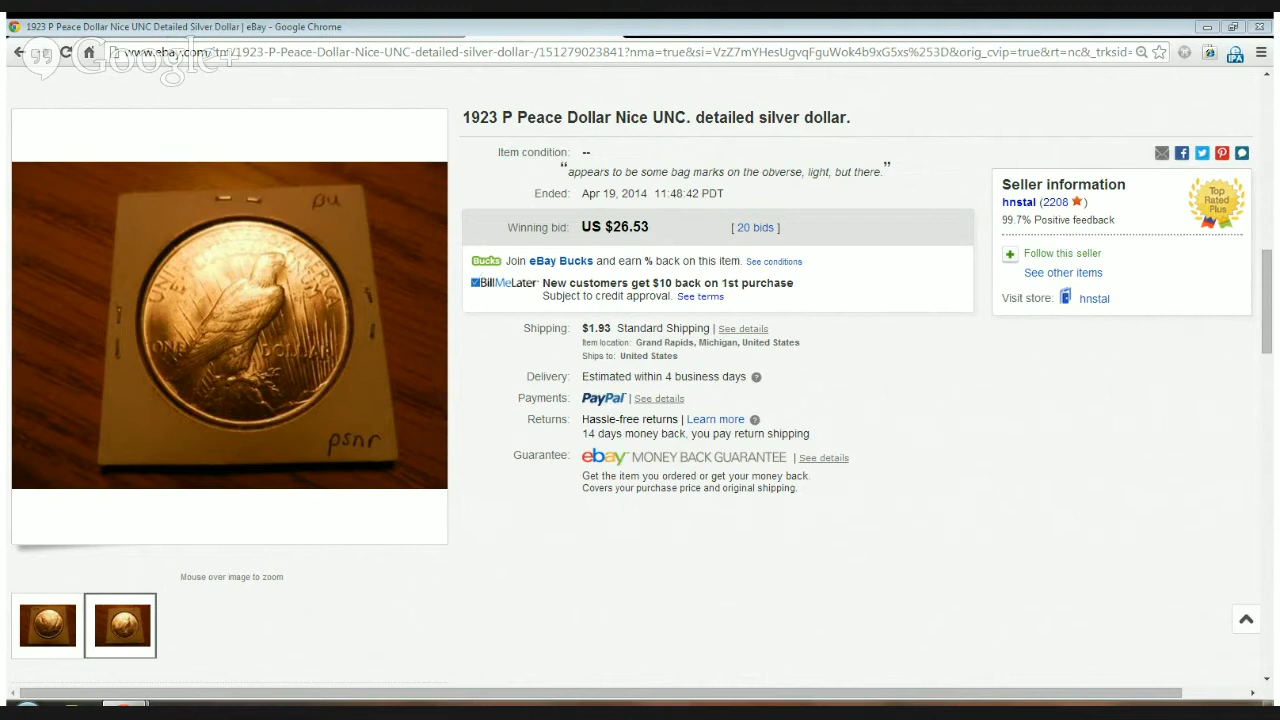 1923 P Peace Dollar Nice UNC Detailed Silver Dollar | eBay - Google Chrome
Google+
1923 P Peace Dollar Nice UNC. detailed silver dollar.
Item condition: --
“appears to be some bag marks on the obverse, light, but there.”
Ended: Apr 19, 2014 11:48:42 PDT
Winning bid: US $26.53 [ 20 bids ]
Bucks Join eBay Bucks and earn % back on this item. See conditions
BillMeLater New customers get $10 back on 1st purchase
Subject to credit approval. See terms
Shipping: $1.93 Standard Shipping | See details
Item location: Grand Rapids, Michigan, United States
Ships to: United States
Delivery: Estimated within 4 business days ?
Payments: PayPal | See details
Returns: Hassle-free returns | Learn more ?
14 days money back, you pay return shipping
Guarantee: ebay MONEY BACK GUARANTEE | See details
Get the item you ordered or get your money back.
Covers your purchase price and original shipping.
Seller information
hnstal (2208)
99.7% Positive feedback
Top
Rated
Plus
Follow this seller
See other items
Visit store: hnstal
BU
ONE DOLLAR
psnr
Mouse over image to zoom